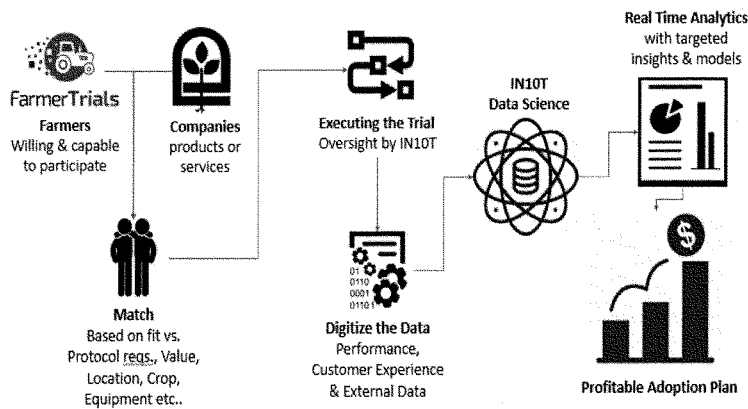 FarmerTrials
Farmers
Willing & capable
to participate
Companies
products or
services
Match
Based on fit vs.
Protocol reqs., Value,
Location, Crop,
Equipment etc..
Executing the Trial
Oversight by IN10T
01
0110
0001
01101
Digitize the Data
Performance,
Customer Experience
& External Data
IN10T
Data Science
Real Time Analytics
with targeted
insights & models
$
Profitable Adoption Plan